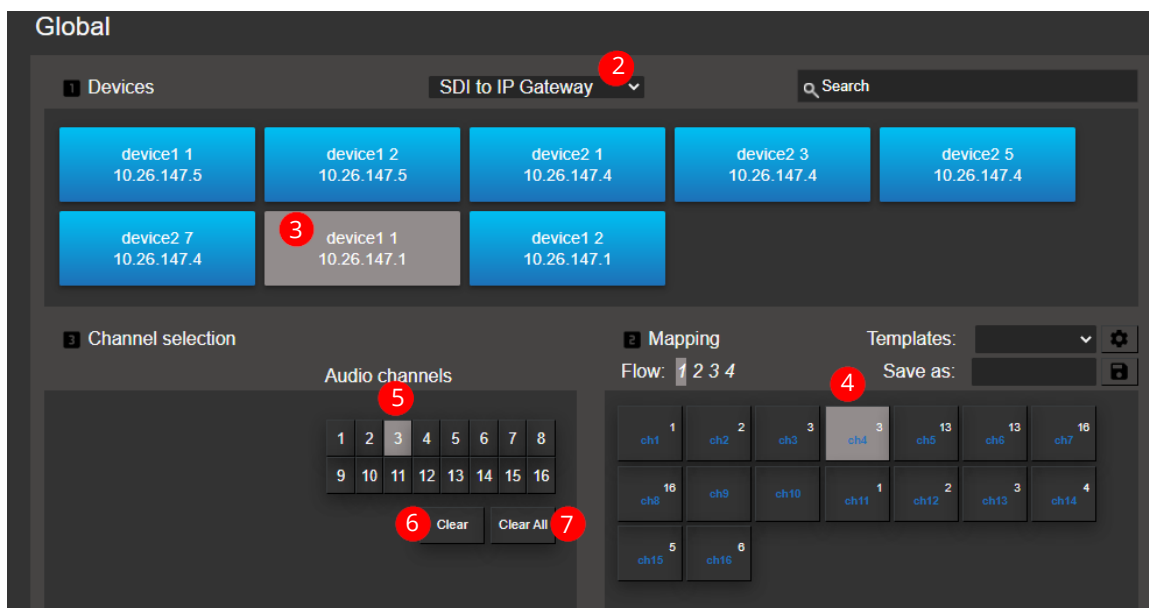 Global
1 Devices
SDI to IP Gateway
2
Search
device1 1
10.26.147.5
device1 2
10.26.147.5
device2 1
10.26.147.4
device2 3
10.26.147.4
device2 5
10.26.147.4
device2 7
10.26.147.4
3
device1 1
10.26.147.1
device1 2
10.26.147.1
3 Channel selection
Audio channels
5
1 2 3 4 5 6 7 8
9 10 11 12 13 14 15 16
6
Clear
Clear All
7
2 Mapping
Templates:
Flow: 1 2 3 4
Save as:
4
ch1 1
ch2 2
ch3 3
ch4 3
ch5 13
ch6 13
ch7 16
ch8 16
ch9
ch10
ch11 1
ch12 2
ch13 3
ch14 4
ch15 5
ch16 6